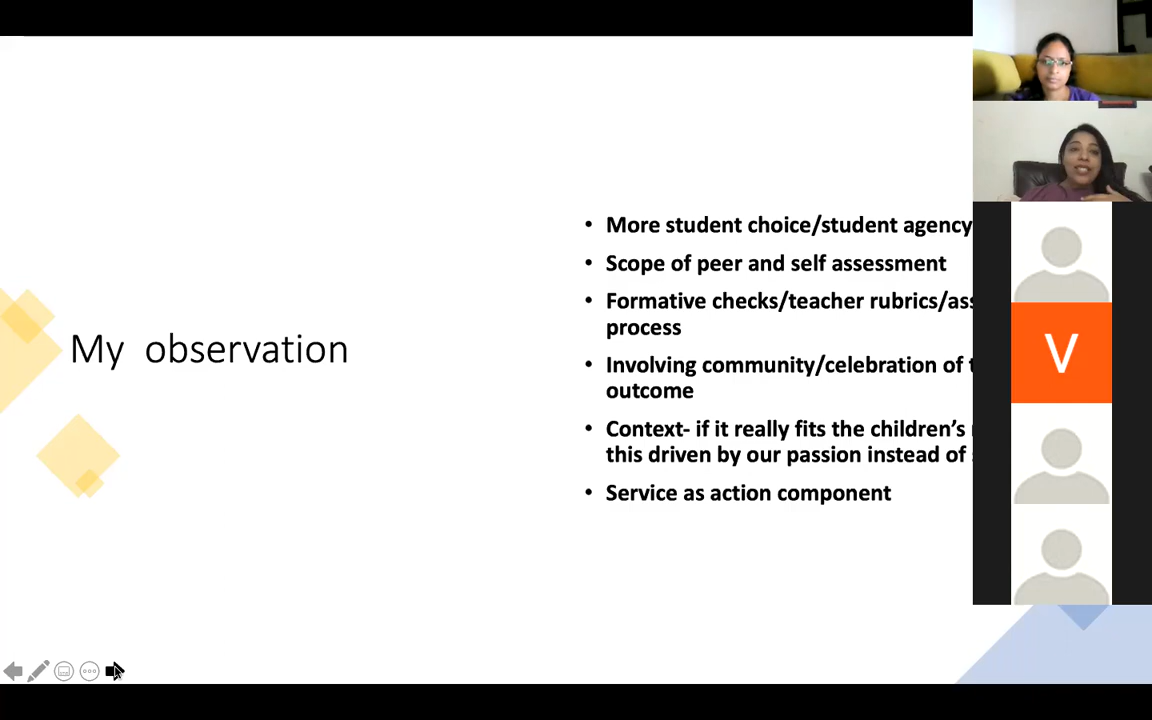 My observation
• More student choice/student agency
• Scope of peer and self assessment
• Formative checks/teacher rubrics/
process
• Involving community/celebration of
outcome
• Context- if it really fits the children’s
this driven by our passion instead of
• Service as action component
V